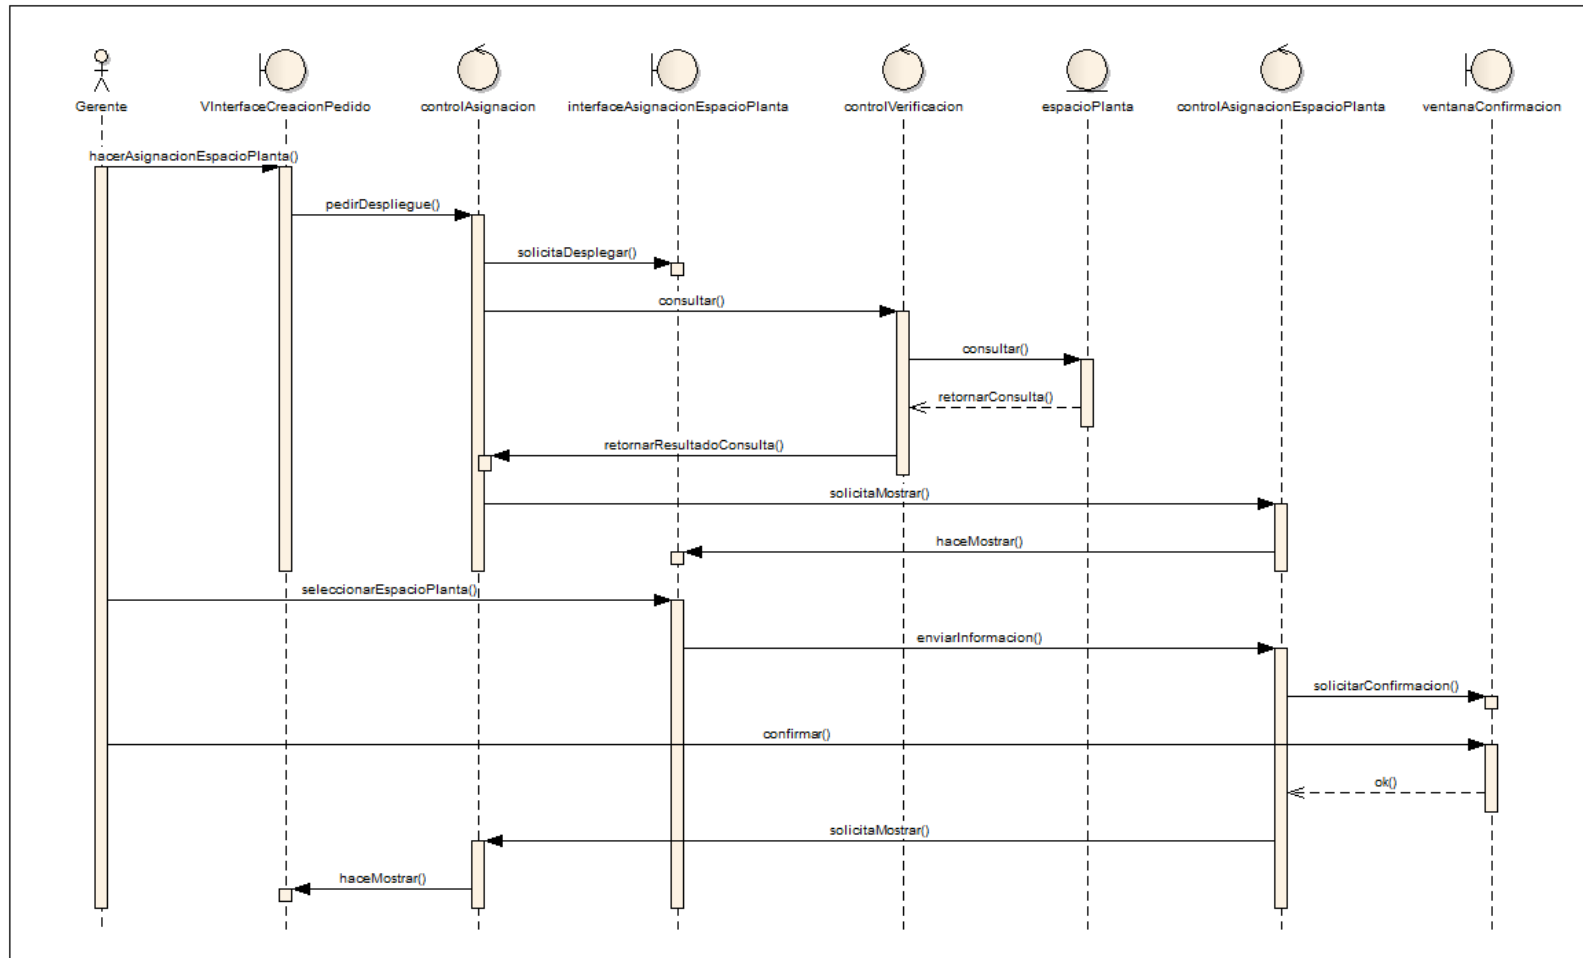 Gerente
VInterfaceCreacionPedido
controlAsignacion
interfaceAsignacionEspacioPlanta
controlVerificacion
espacioPlanta
controlAsignacionEspacioPlanta
ventanaConfirmacion
hacerAsignacionEspacioPlanta()
pedirDespliegue()
solicitaDesplegar()
consultar()
consultar()
retornarConsulta()
retornarResultadoConsulta()
solicitaMostrar()
haceMostrar()
seleccionarEspacioPlanta()
enviarInformacion()
solicitarConfirmacion()
confirmar()
ok()
solicitaMostrar()
haceMostrar()